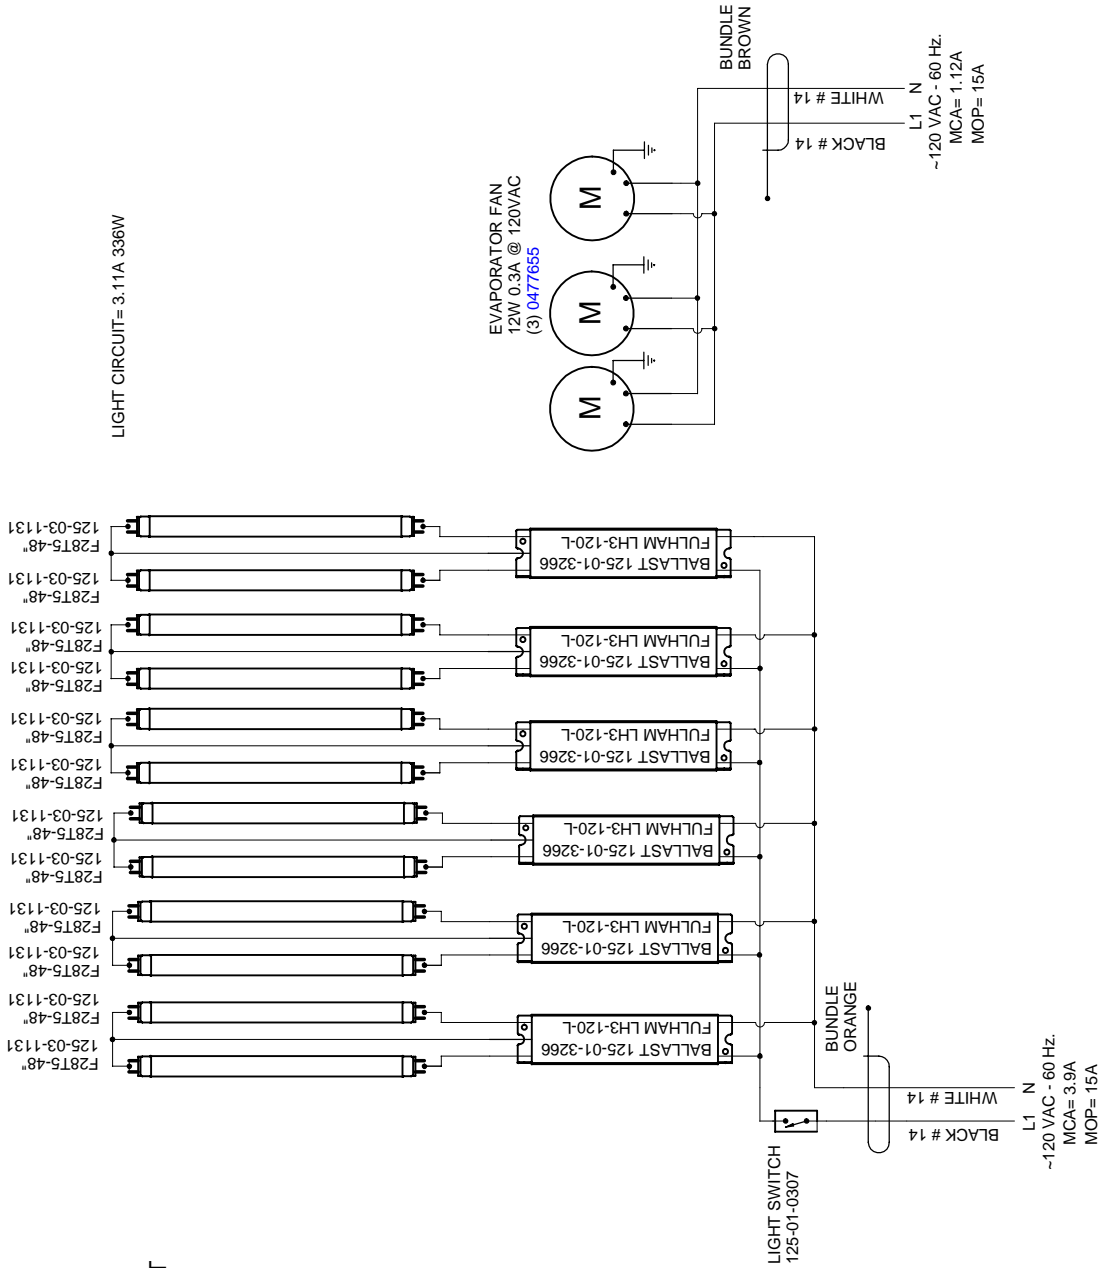 LIGHT CIRCUIT= 3.11A 336W
BUNDLE
BROWN
WHITE # 14
BLACK # 14
L1 N
~120 VAC - 60 Hz.
MCA= 1.12A
MOP= 15A
EVAPORATOR FAN
12W 0.3A @ 120VAC
(3) 0477655
M
M
M
F28T5-48"
125-03-1131
F28T5-48"
125-03-1131
F28T5-48"
125-03-1131
F28T5-48"
125-03-1131
F28T5-48"
125-03-1131
F28T5-48"
125-03-1131
F28T5-48"
125-03-1131
F28T5-48"
125-03-1131
F28T5-48"
125-03-1131
F28T5-48"
125-03-1131
F28T5-48"
125-03-1131
F28T5-48"
125-03-1131
BALLAST 125-01-3266
FULHAM LH3-120-L
BALLAST 125-01-3266
FULHAM LH3-120-L
BALLAST 125-01-3266
FULHAM LH3-120-L
BALLAST 125-01-3266
FULHAM LH3-120-L
BALLAST 125-01-3266
FULHAM LH3-120-L
BALLAST 125-01-3266
FULHAM LH3-120-L
BUNDLE
ORANGE
LIGHT SWITCH
125-01-0307
WHITE # 14
BLACK # 14
L1 N
~120 VAC - 60 Hz.
MCA= 3.9A
MOP= 15A
T